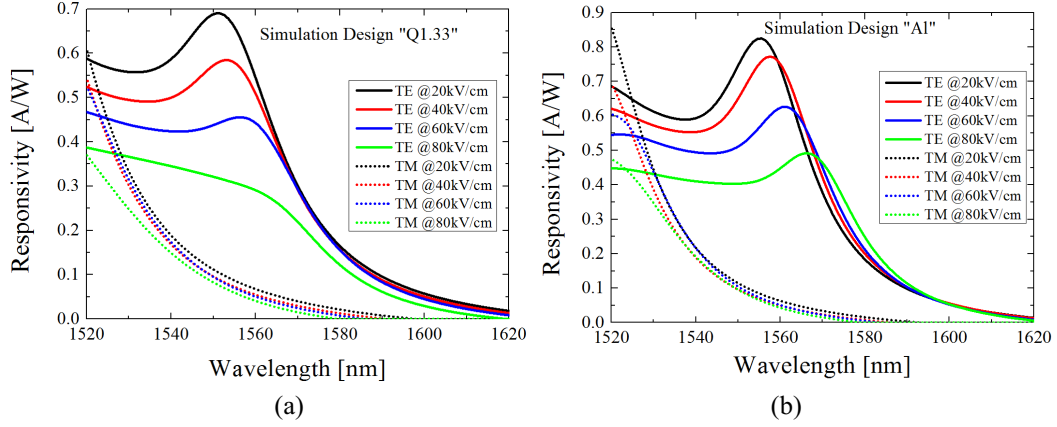 Simulation Design "Q1.33"
TE @20kV/cm
TE @40kV/cm
TE @60kV/cm
TE @80kV/cm
TM @20kV/cm
TM @40kV/cm
TM @60kV/cm
TM @80kV/cm
Responsivity [A/W]
0.7
0.6
0.5
0.4
0.3
0.2
0.1
0.0
1520
1540
1560
1580
1600
1620
Wavelength [nm]
(a)
Simulation Design "Al"
TE @20kV/cm
TE @40kV/cm
TE @60kV/cm
TE @80kV/cm
TM @20kV/cm
TM @40kV/cm
TM @60kV/cm
TM @80kV/cm
Responsivity [A/W]
0.9
0.8
0.7
0.6
0.5
0.4
0.3
0.2
0.1
0.0
1520
1540
1560
1580
1600
1620
Wavelength [nm]
(b)